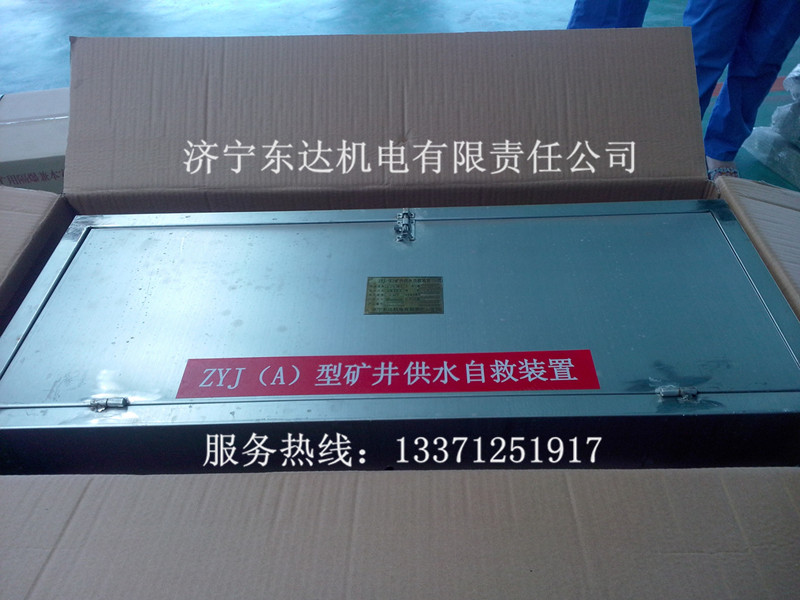 济宁东达机电有限责任公司
ZYJ（A）型矿井供水自救装置
服务热线：13371251917